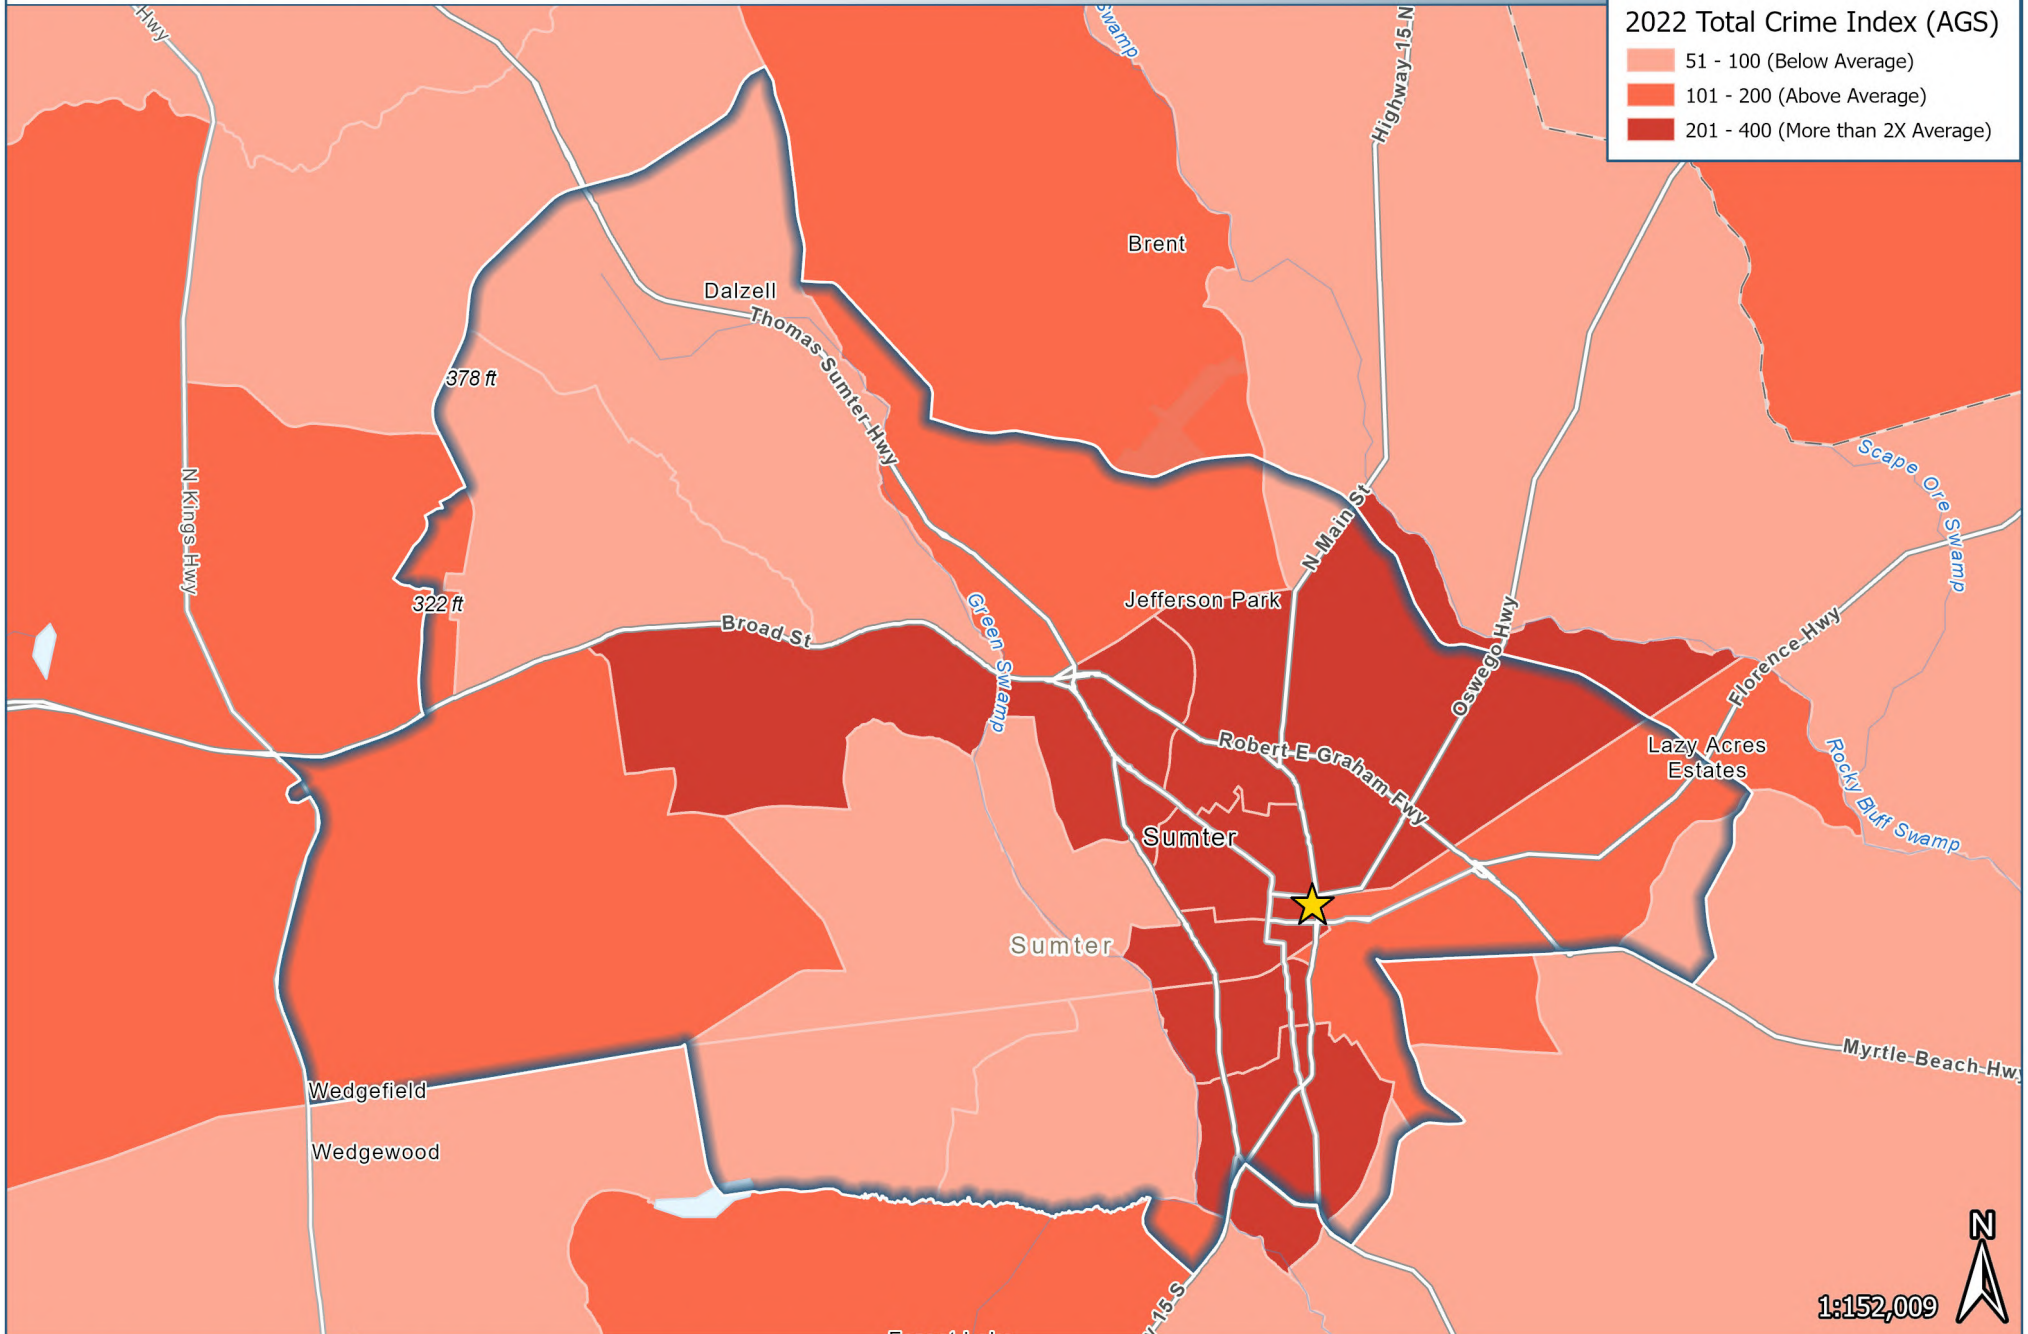 Hwy
Swamp
Highway 15 N
2022 Total Crime Index (AGS)
51 - 100 (Below Average)
101 - 200 (Above Average)
201 - 400 (More than 2X Average)
Brent
Dalzell
Thomas Sumter Hwy
378 ft
N Kings Hwy
Scape Ore Swamp
N Main St
322 ft
Jefferson Park
Broad St
Green Swamp
Oswego Hwy
Florence Hwy
Robert E Graham Fwy
Lazy Acres
Estates
Rocky Bluff Swamp
Sumter
Sumter
Myrtle Beach Hwy
Wedgefield
Wedgewood
15 S
N
1:152,009